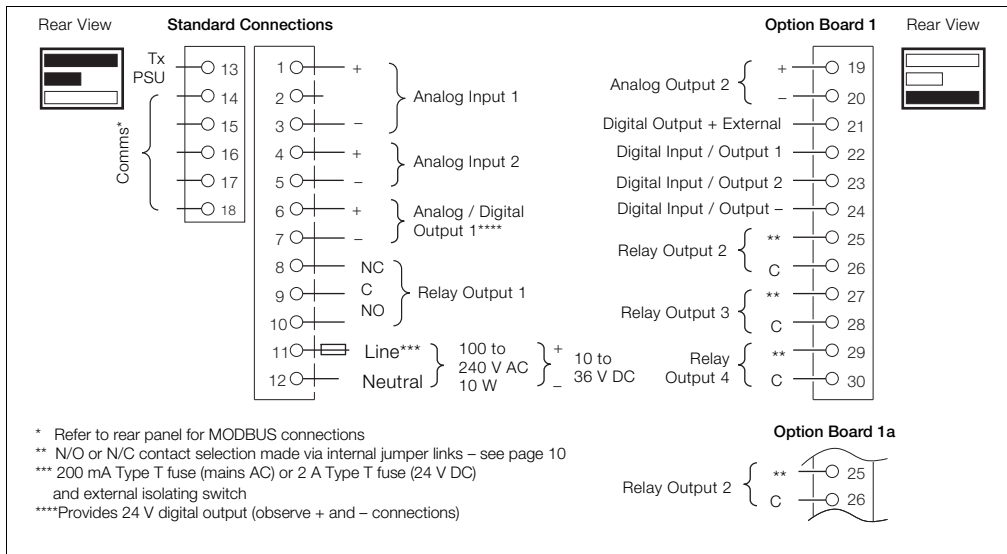 Rear View
Standard Connections
Option Board 1
Rear View
Tx
PSU
13
14
15
16
17
18
Comms*
1
+
2
3
–
Analog Input 1
4
+
5
–
Analog Input 2
6
+
7
–
Analog / Digital
Output 1****
8
NC
9
C
10
NO
Relay Output 1
11
Line***
12
Neutral
100 to
240 V AC
10 W
+
–
10 to
36 V DC
Analog Output 2
+
19
–
20
Digital Output + External
21
Digital Input / Output 1
22
Digital Input / Output 2
23
Digital Input / Output –
24
Relay Output 2
**
25
C
26
Relay Output 3
**
27
C
28
Relay
Output 4
**
29
C
30
* Refer to rear panel for MODBUS connections
** N/O or N/C contact selection made via internal jumper links – see page 10
*** 200 mA Type T fuse (mains AC) or 2 A Type T fuse (24 V DC)
and external isolating switch
****Provides 24 V digital output (observe + and – connections)
Option Board 1a
Relay Output 2
**
25
C
26